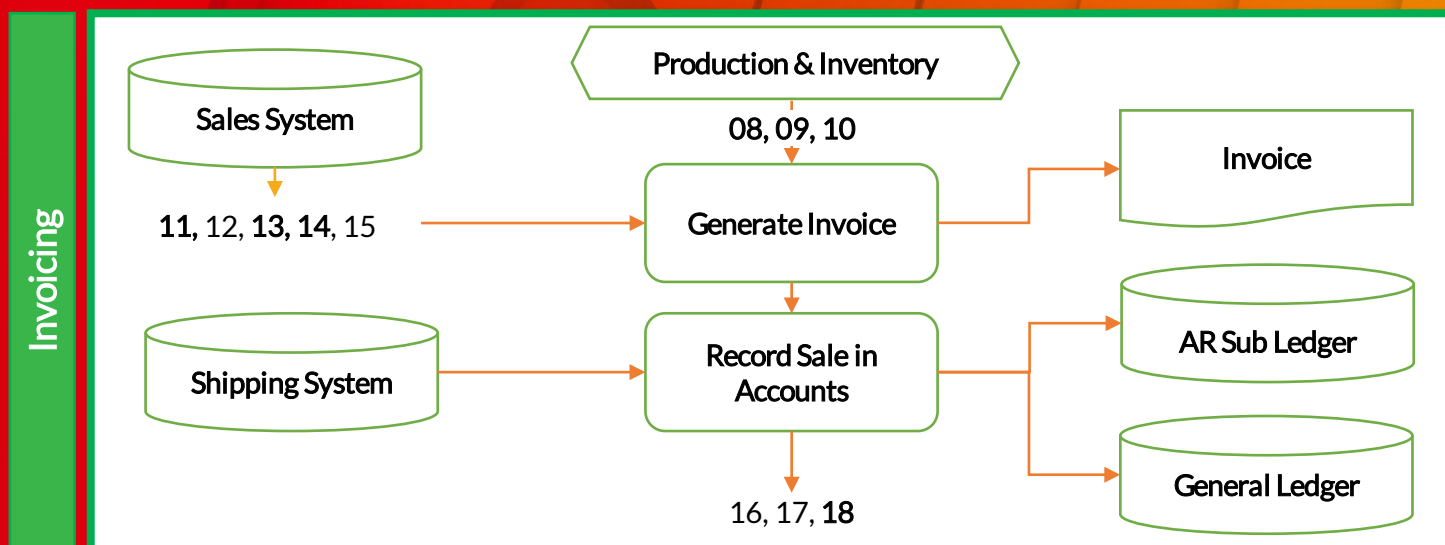 Invoicing
Sales System
11, 12, 13, 14, 15
Shipping System
Production & Inventory
08, 09, 10
Generate Invoice
Record Sale in
Accounts
16, 17, 18
Invoice
AR Sub Ledger
General Ledger